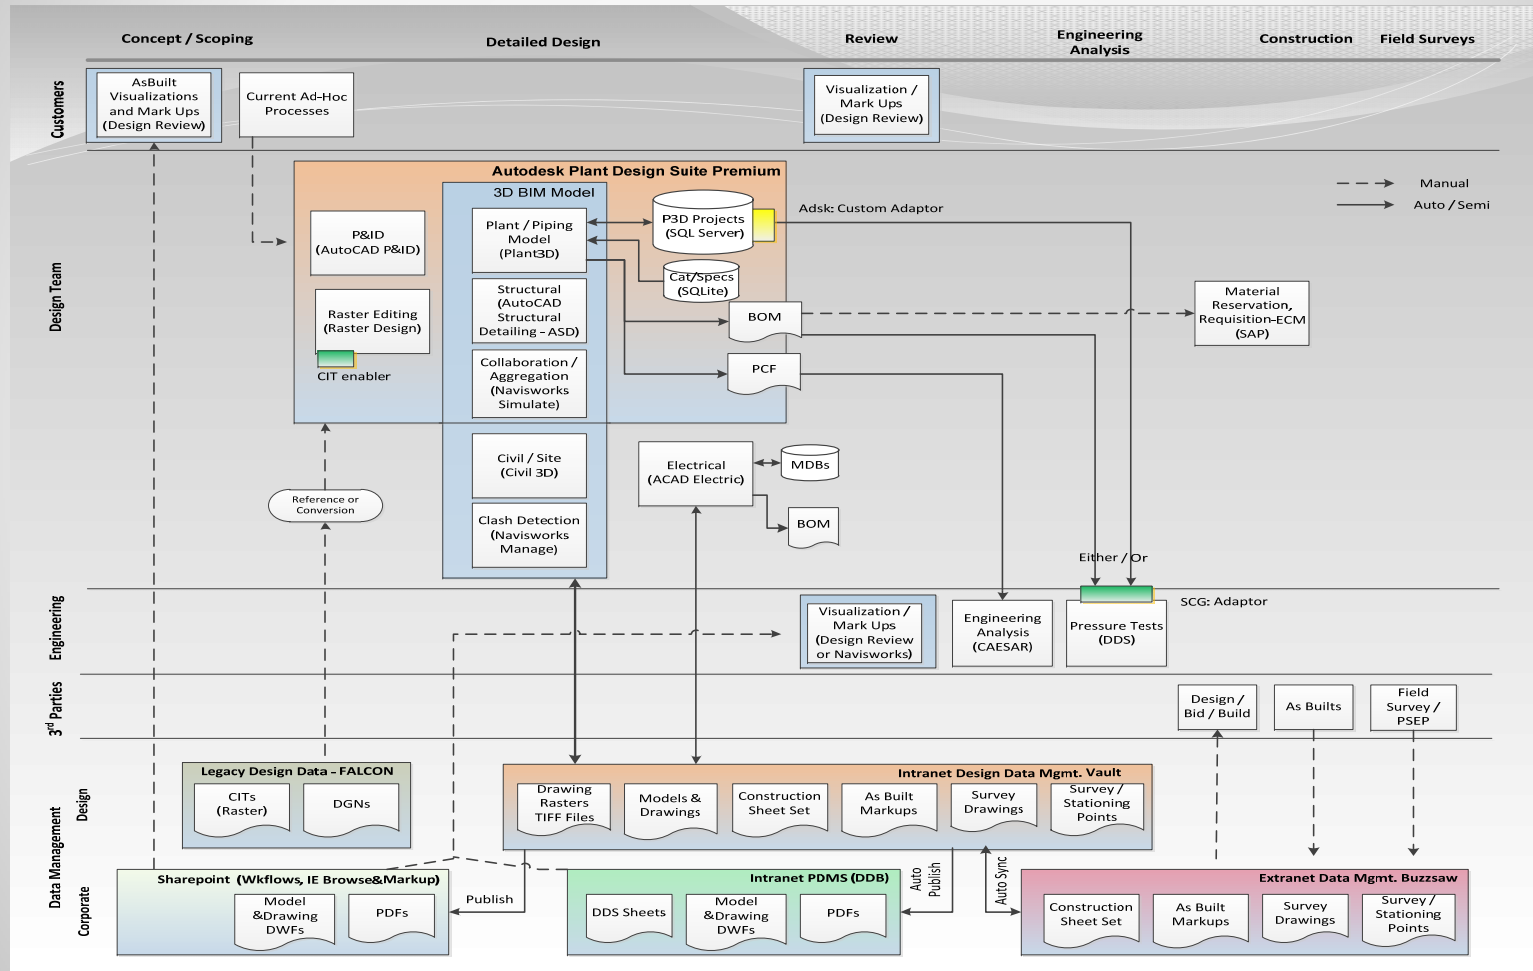 Concept / Scoping
Detailed Design
Review
Engineering
Analysis
Construction
Field Surveys
Customers
AsBuilt
Visualizations
and Mark Ups
(Design Review)
Current Ad-Hoc
Processes
Visualization /
Mark Ups
(Design Review)
Design Team
Autodesk Plant Design Suite Premium
3D BIM Model
P&ID
(AutoCAD P&ID)
Raster Editing
(Raster Design)
CIT enabler
Plant / Piping
Model
(Plant3D)
Structural
(AutoCAD
Structural
Detailing - ASD)
Collaboration /
Aggregation
(Navisworks
Simulate)
Civil / Site
(Civil 3D)
Clash Detection
(Navisworks
Manage)
P3D Projects
(SQL Server)
Cat/Specs
(SQLite)
BOM
PCF
Adsk: Custom Adaptor
Manual
Auto / Semi
Material
Reservation,
Requisition-ECM
(SAP)
Reference or
Conversion
Electrical
(ACAD Electric)
MDBs
BOM
Either / Or
Engineering
Visualization /
Mark Ups
(Design Review
or Navisworks)
Engineering
Analysis
(CAESAR)
Pressure Tests
(DDS)
SCG: Adaptor
3rd Parties
Design /
Bid / Build
As Builts
Field
Survey /
PSEP
Data Management
Design
Legacy Design Data - FALCON
CITs
(Raster)
DGNs
Intranet Design Data Mgmt. Vault
Drawing
Rasters
TIFF Files
Models &
Drawings
Construction
Sheet Set
As Built
Markups
Survey
Drawings
Survey /
Stationing
Points
Corporate
Sharepoint (Wkflows, IE Browse&Markup)
Model
&Drawing
DWFs
PDFs
Publish
Intranet PDMS (DDB)
DDS Sheets
Model
&Drawing
DWFs
PDFs
Auto
Publish
Auto Sync
Extranet Data Mgmt. Buzzsaw
Construction
Sheet Set
As Built
Markups
Survey
Drawings
Survey /
Stationing
Points